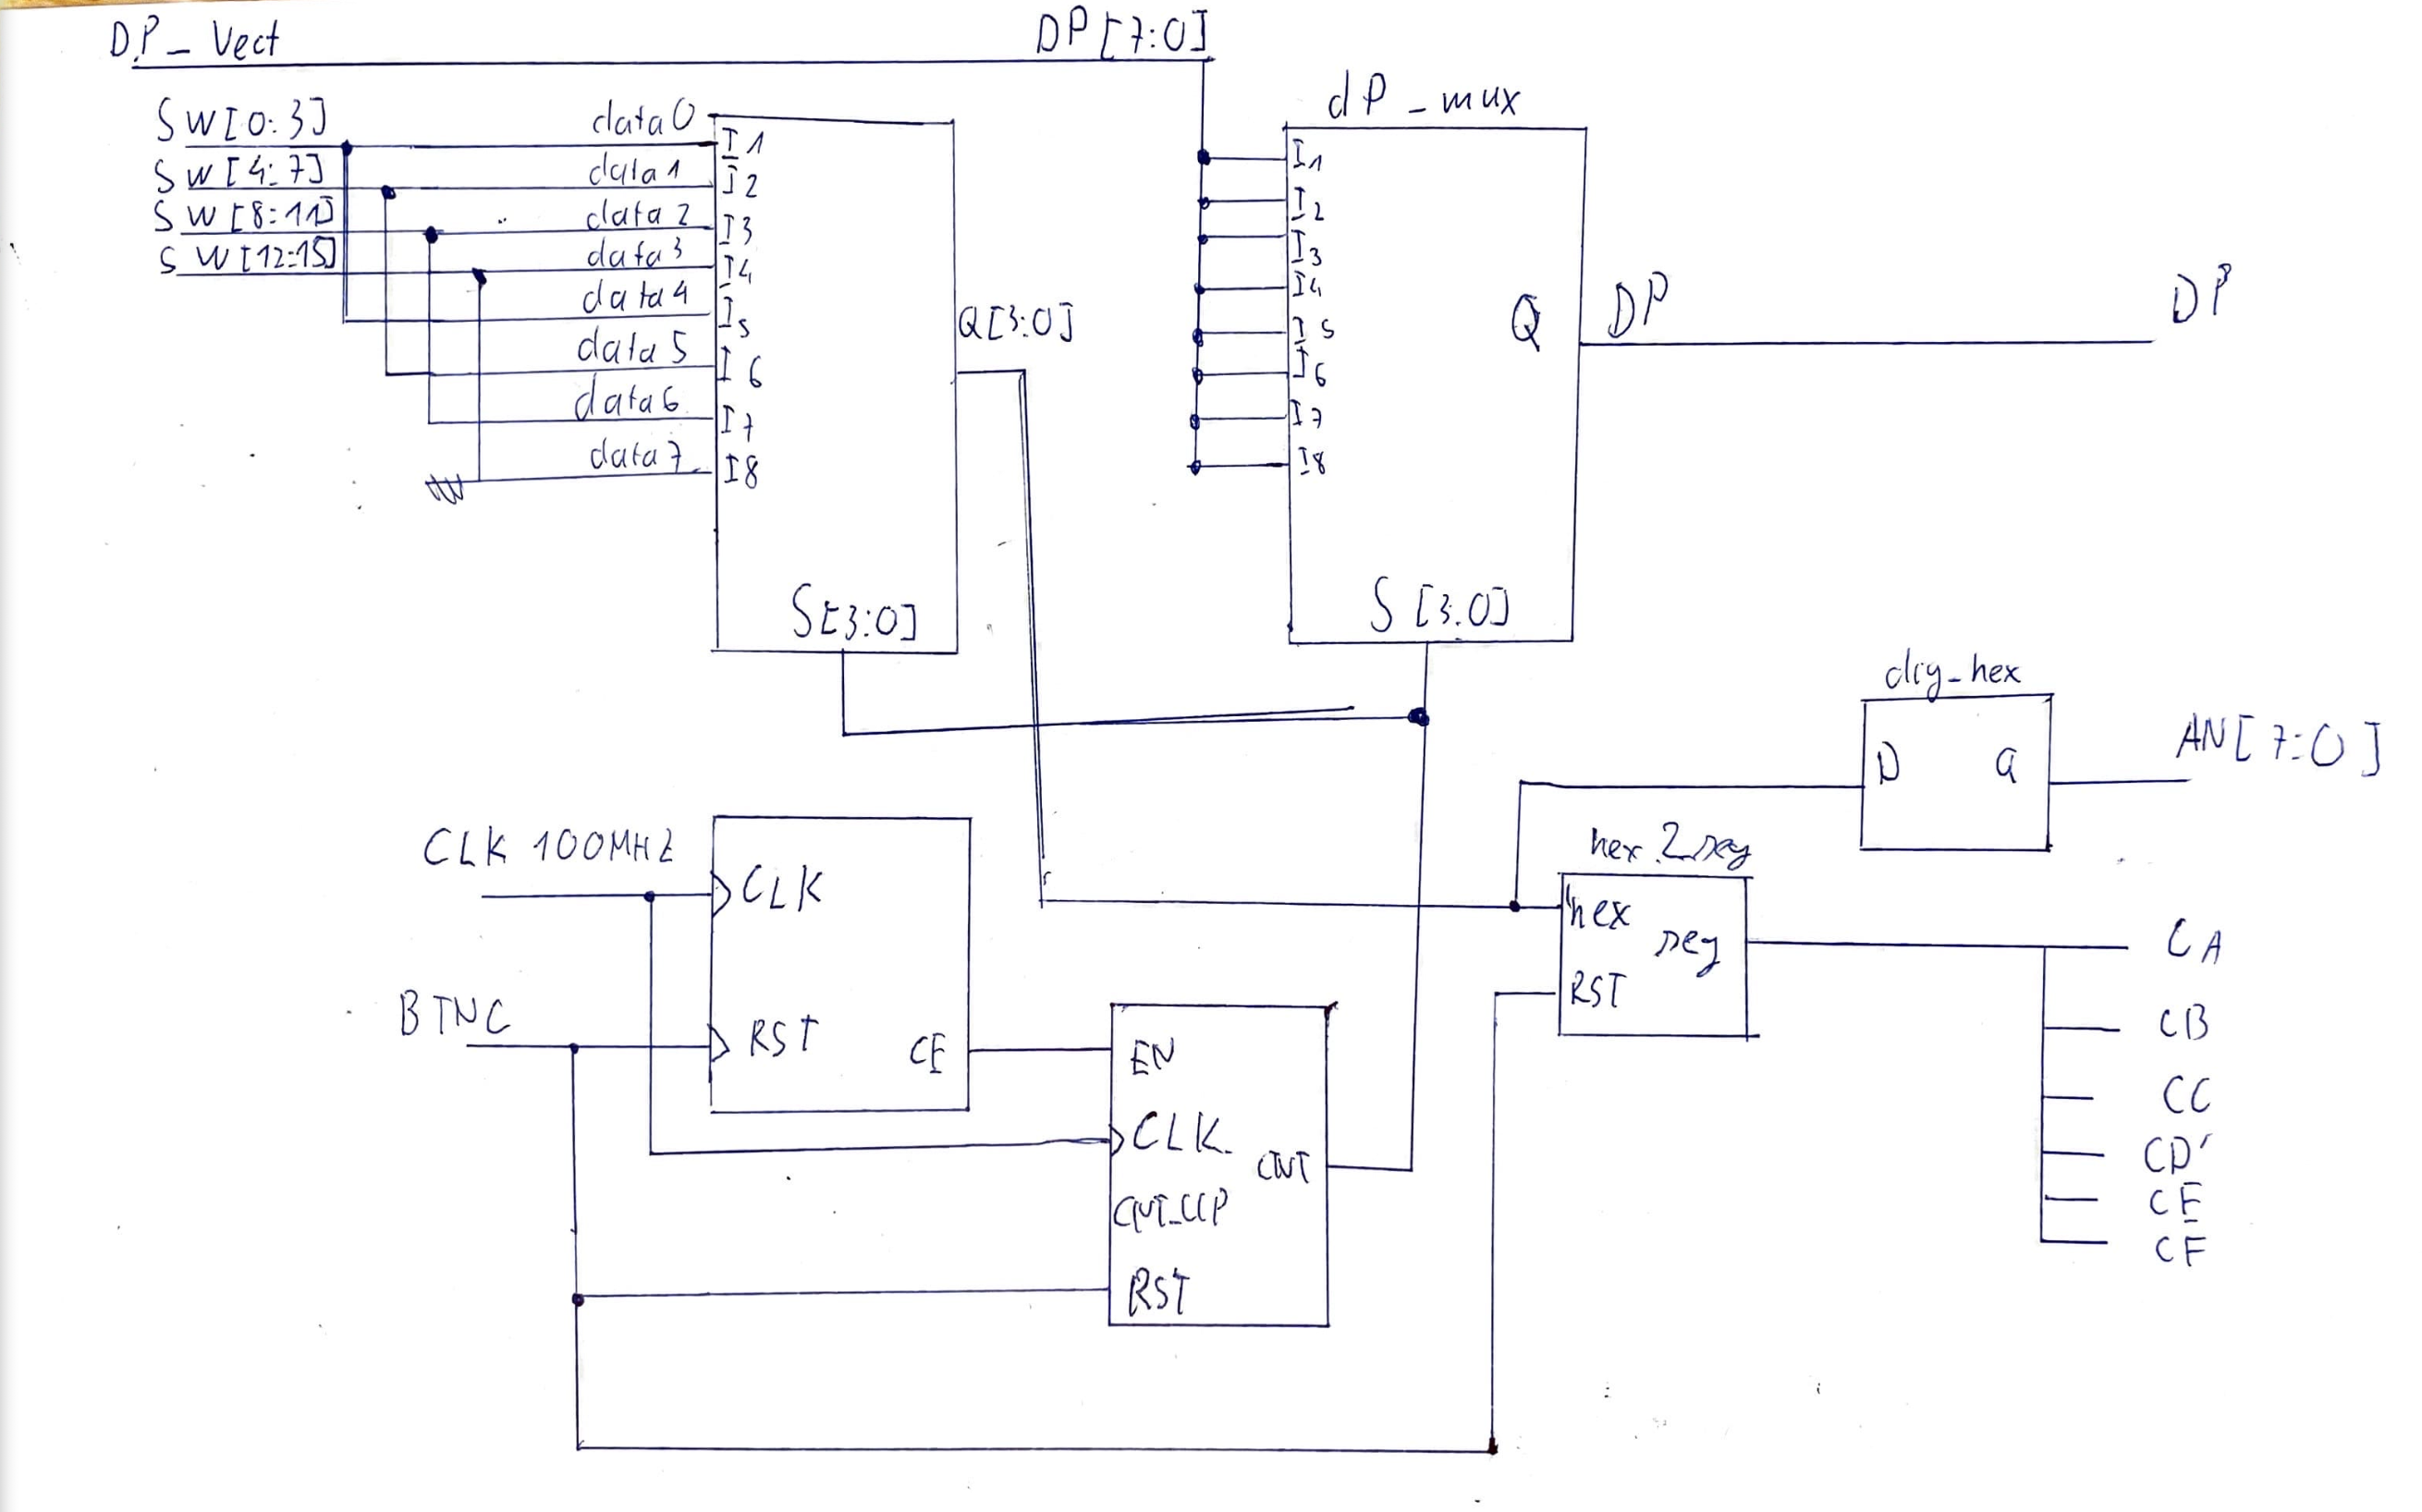 DP_Vect
DP[7:0]
dP_mux
SW[0:3]
SW[4:7]
SW[8:11]
SW[12:15]
data0
data1
data2
data3
data4
data5
data6
data7
I1
I2
I3
I4
I5
I6
I7
I8
Q[3:0]
S[3:0]
I1
I2
I3
I4
I5
I6
I7
I8
Q
DP
DP
S[3:0]
D
Q
AN[7:0]
CLK 100MHZ
CLK
BTNC
RST
CE
hex2seg
hex
seg
RST
EN
CLK
CNT
CNT_UP
RST
CA
CB
CC
CD
CE
CF